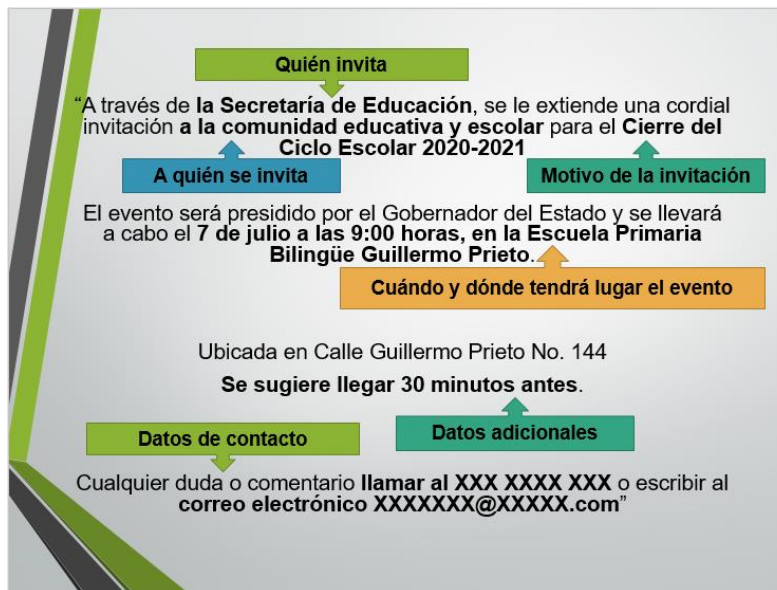 Quién invita
“A través de la Secretaría de Educación, se le extiende una cordial
invitación a la comunidad educativa y escolar para el Cierre del
Ciclo Escolar 2020-2021
A quién se invita
Motivo de la invitación
El evento será presidido por el Gobernador del Estado y se llevará
a cabo el 7 de julio a las 9:00 horas, en la Escuela Primaria
Bilingüe Guillermo Prieto.
Cuándo y dónde tendrá lugar el evento
Ubicada en Calle Guillermo Prieto No. 144
Se sugiere llegar 30 minutos antes.
Datos de contacto
Datos adicionales
Cualquier duda o comentario llamar al XXX XXXX XXX o escribir al
correo electrónico XXXXXXX@XXXXX.com”